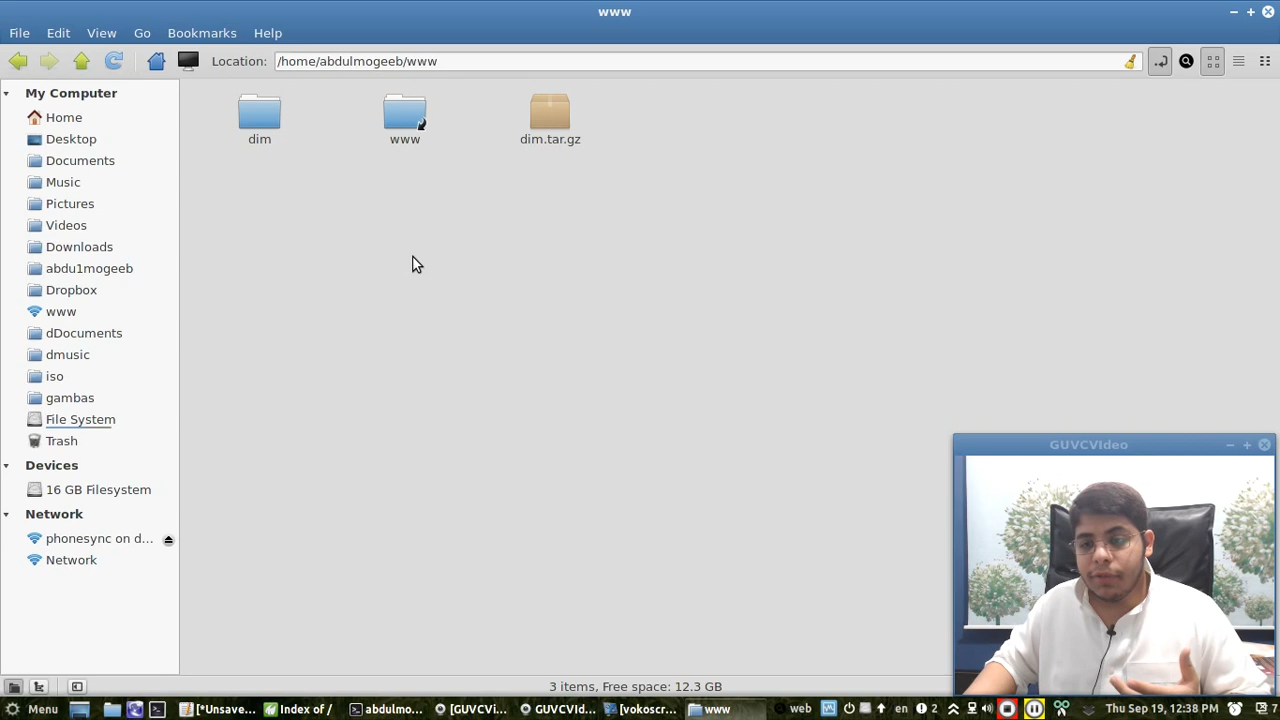 www
File Edit View Go Bookmarks Help
Location: /home/abdulmogeeb/www
My Computer
Home
Desktop
Documents
Music
Pictures
Videos
Downloads
abdu1mogeeb
Dropbox
www
dDocuments
dmusic
iso
gambas
File System
Trash
Devices
16 GB Filesystem
Network
phonesync on d...
Network
dim
www
dim.tar.gz
GUVCVIdeo
3 items, Free space: 12.3 GB
Menu [*Unsave... Index of / abdulmo... [GUVCVi... GUVCVId... [vokoscr... www web en 2 Thu Sep 19, 12:38 PM 7